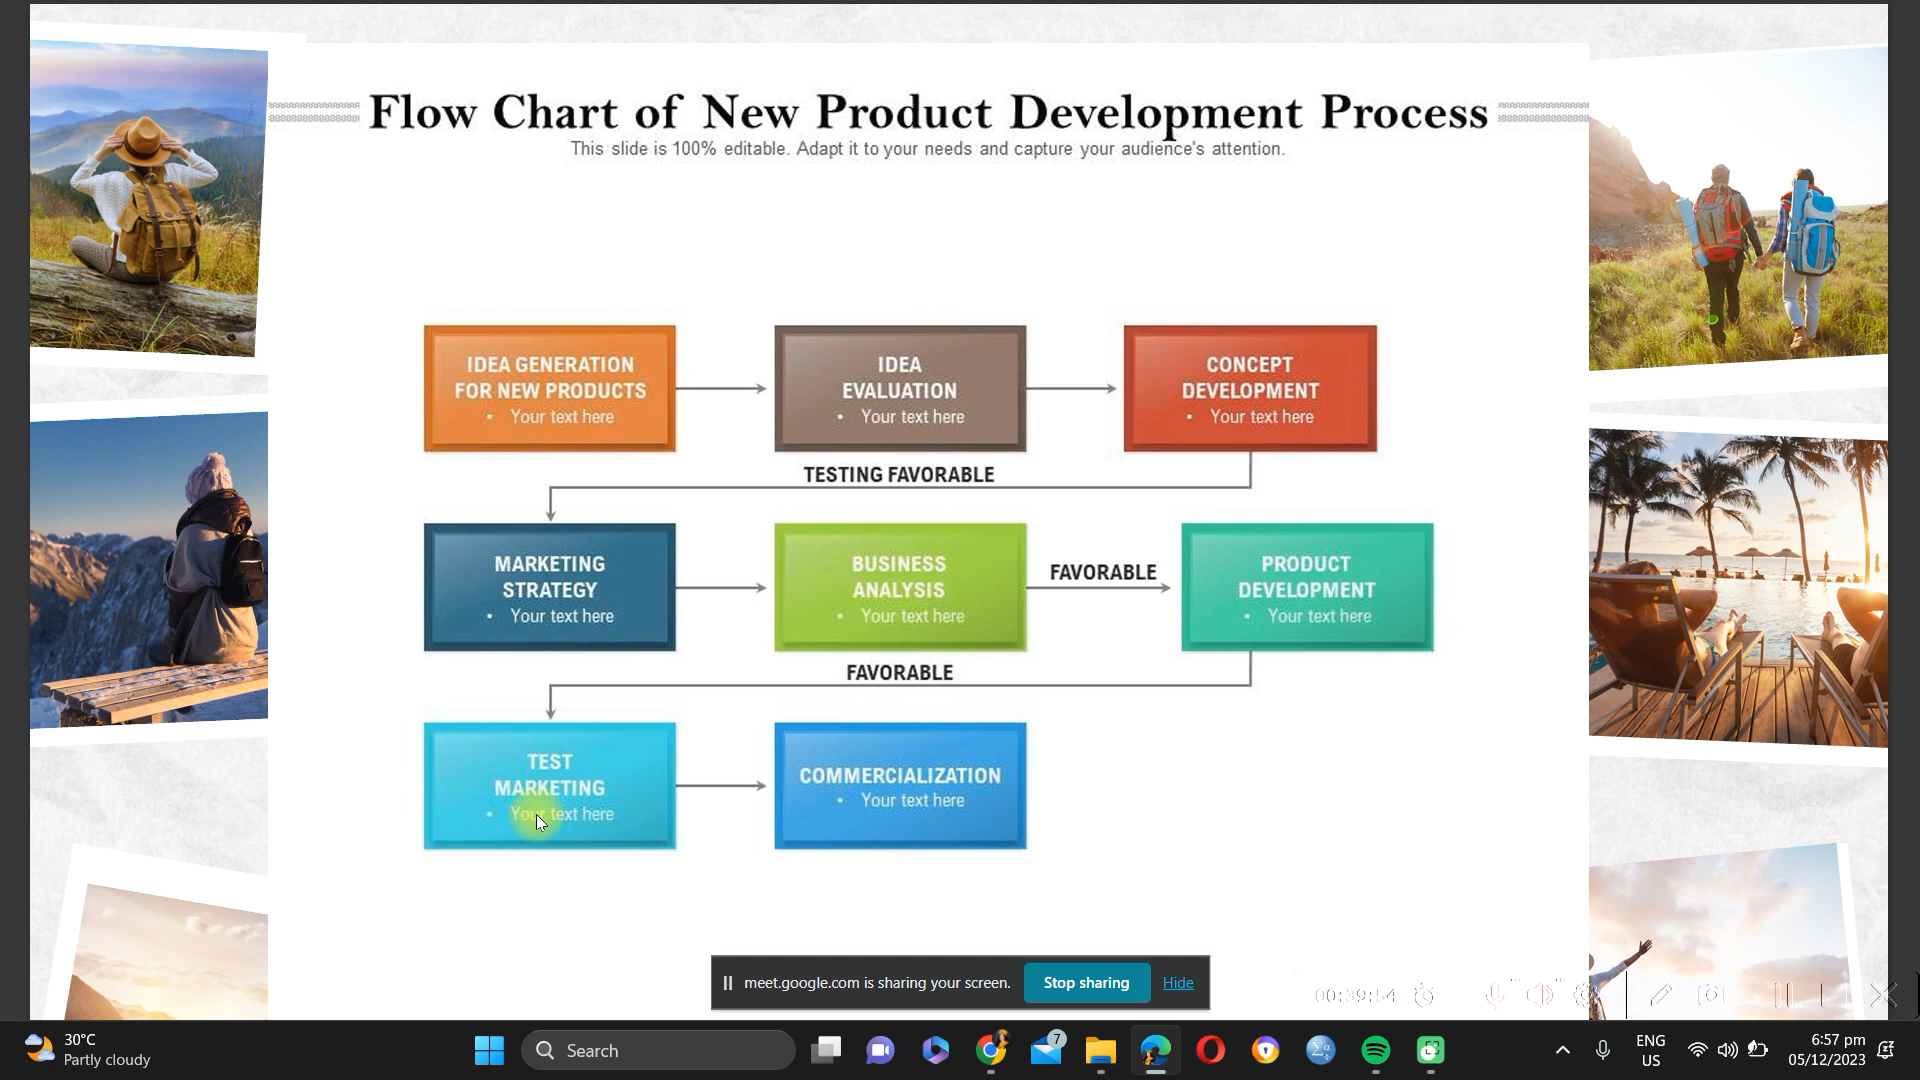 Flow Chart of New Product Development Process
This slide is 100% editable. Adapt it to your needs and capture your audience's attention.
IDEA GENERATION
FOR NEW PRODUCTS
• Your text here
IDEA
EVALUATION
• Your text here
CONCEPT
DEVELOPMENT
• Your text here
TESTING FAVORABLE
MARKETING
STRATEGY
• Your text here
BUSINESS
ANALYSIS
• Your text here
FAVORABLE
PRODUCT
DEVELOPMENT
• Your text here
FAVORABLE
TEST
MARKETING
• Your text here
COMMERCIALIZATION
• Your text here
meet.google.com is sharing your screen.
Stop sharing
Hide
00:39:54
30°C
Partly cloudy
Search
7
ENG
US
6:57 pm
05/12/2023